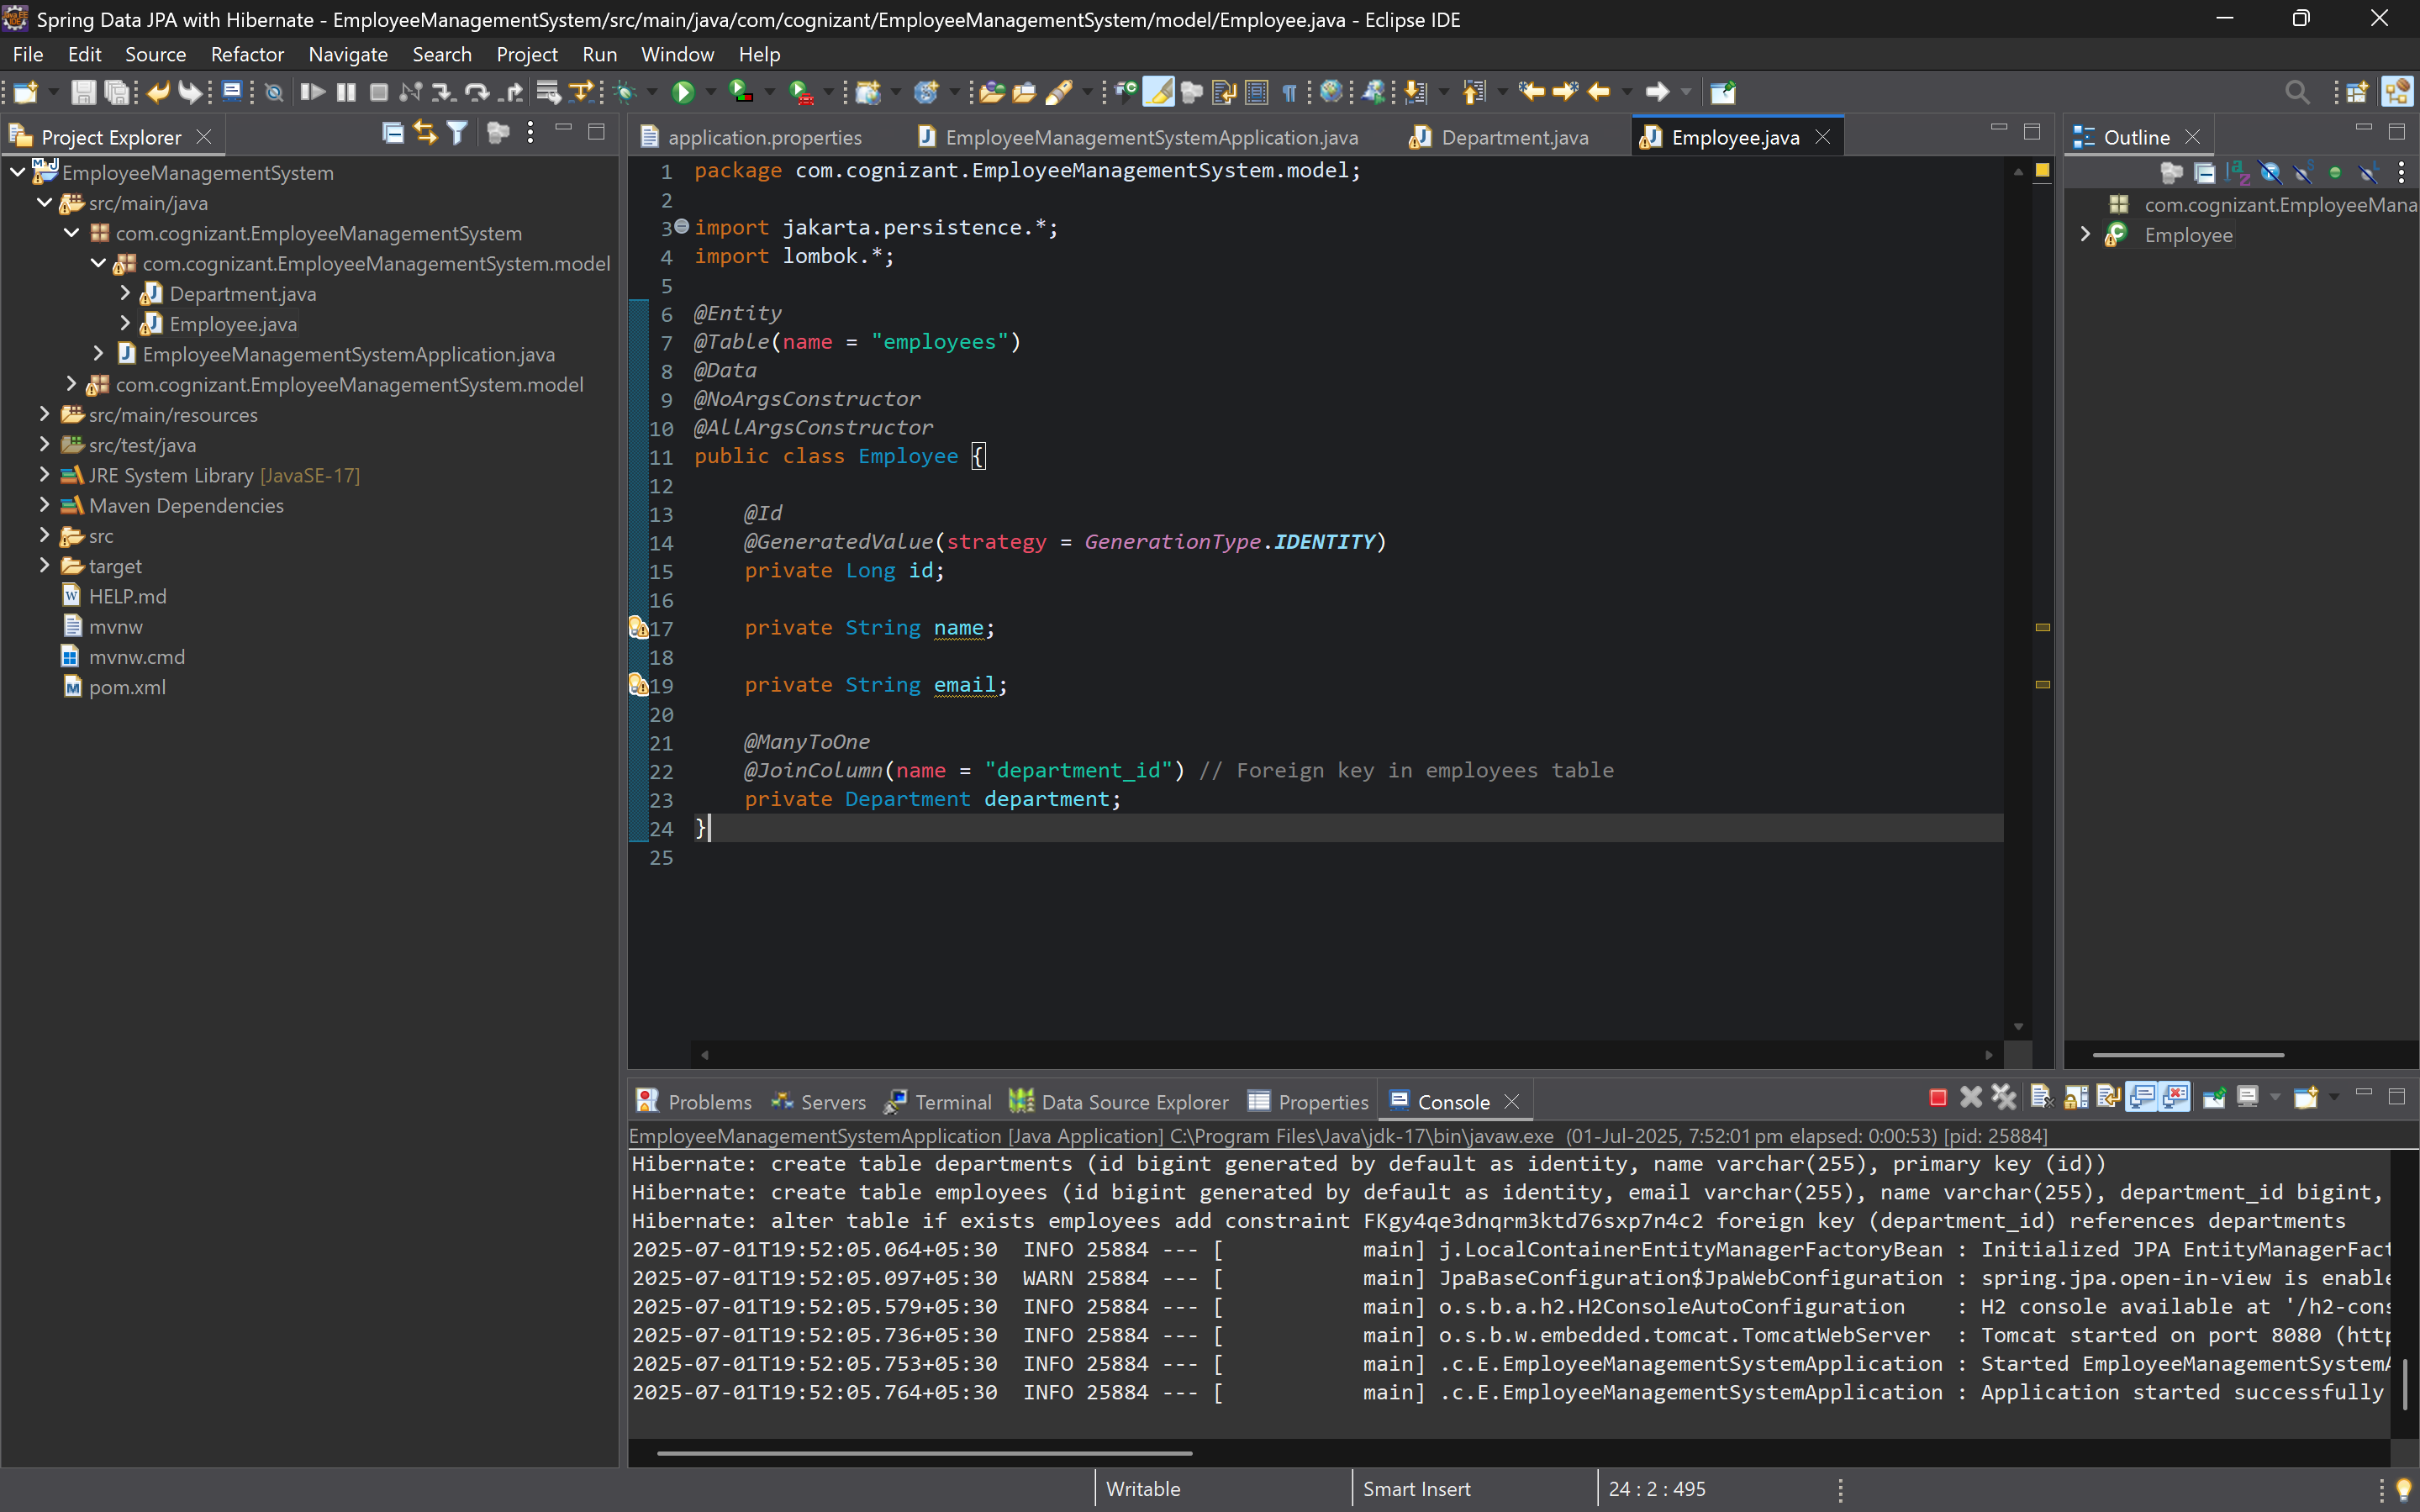 Spring Data JPA with Hibernate - EmployeeManagementSystem/src/main/java/com/cognizant/EmployeeManagementSystem/model/Employee.java - Eclipse IDE
File Edit Source Refactor Navigate Search Project Run Window Help
Project Explorer
EmployeeManagementSystem
src/main/java
com.cognizant.EmployeeManagementSystem
com.cognizant.EmployeeManagementSystem.model
Department.java
Employee.java
EmployeeManagementSystemApplication.java
com.cognizant.EmployeeManagementSystem.model
src/main/resources
src/test/java
JRE System Library [JavaSE-17]
Maven Dependencies
src
target
HELP.md
mvnw
mvnw.cmd
pom.xml
application.properties EmployeeManagementSystemApplication.java Department.java Employee.java
1 package com.cognizant.EmployeeManagementSystem.model;
2
3 import jakarta.persistence.*;
4 import lombok.*;
5
6 @Entity
7 @Table(name = "employees")
8 @Data
9 @NoArgsConstructor
10 @AllArgsConstructor
11 public class Employee {
12
13 @Id
14 @GeneratedValue(strategy = GenerationType.IDENTITY)
15 private Long id;
16
17 private String name;
18
19 private String email;
20
21 @ManyToOne
22 @JoinColumn(name = "department_id") // Foreign key in employees table
23 private Department department;
24 }
25
Outline
com.cognizant.EmployeeMana
Employee
Problems Servers Terminal Data Source Explorer Properties Console
EmployeeManagementSystemApplication [Java Application] C:\Program Files\Java\jdk-17\bin\javaw.exe (01-Jul-2025, 7:52:01 pm elapsed: 0:00:53) [pid: 25884]
Hibernate: create table departments (id bigint generated by default as identity, name varchar(255), primary key (id))
Hibernate: create table employees (id bigint generated by default as identity, email varchar(255), name varchar(255), department_id bigint,
Hibernate: alter table if exists employees add constraint FKgy4qe3dnqrm3ktd76sxp7n4c2 foreign key (department_id) references departments
2025-07-01T19:52:05.064+05:30 INFO 25884 --- [ main] j.LocalContainerEntityManagerFactoryBean : Initialized JPA EntityManagerFact
2025-07-01T19:52:05.097+05:30 WARN 25884 --- [ main] JpaBaseConfiguration$JpaWebConfiguration : spring.jpa.open-in-view is enable
2025-07-01T19:52:05.579+05:30 INFO 25884 --- [ main] o.s.b.a.h2.H2ConsoleAutoConfiguration : H2 console available at '/h2-cons
2025-07-01T19:52:05.736+05:30 INFO 25884 --- [ main] o.s.b.w.embedded.tomcat.TomcatWebServer : Tomcat started on port 8080 (http
2025-07-01T19:52:05.753+05:30 INFO 25884 --- [ main] .c.E.EmployeeManagementSystemApplication : Started EmployeeManagementSystemA
2025-07-01T19:52:05.764+05:30 INFO 25884 --- [ main] .c.E.EmployeeManagementSystemApplication : Application started successfully
Writable Smart Insert 24 : 2 : 495